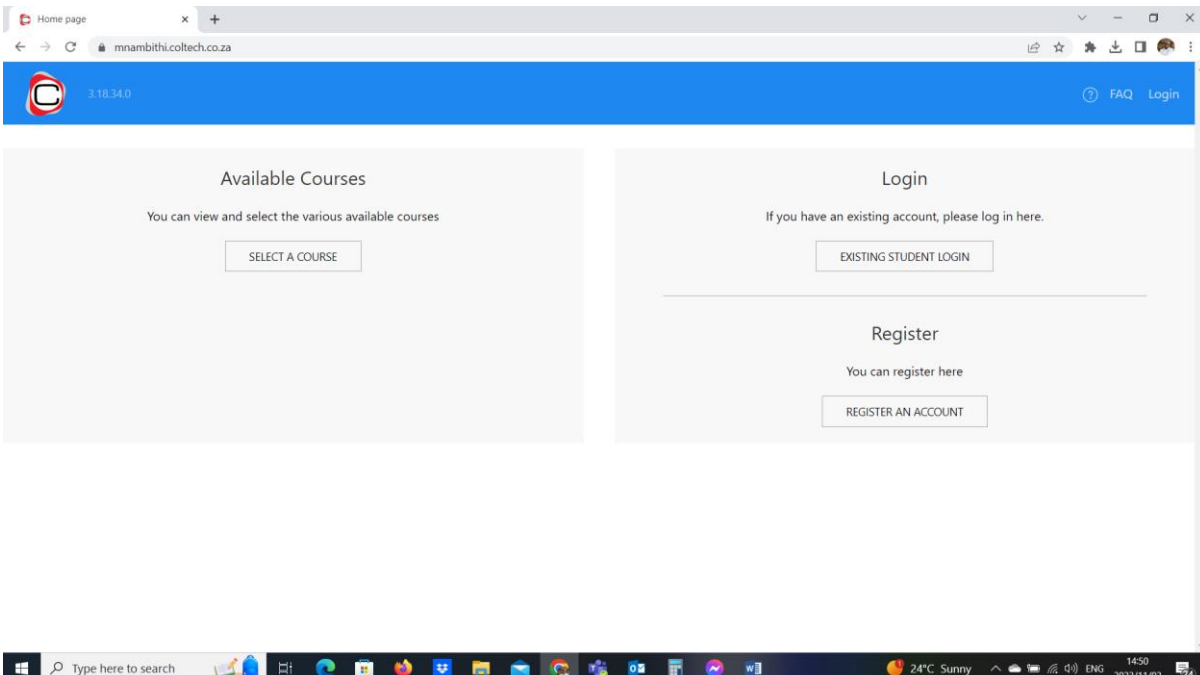 Home page
mnambithi.coltech.co.za
C
3.18.34.0
FAQ Login
Available Courses
You can view and select the various available courses
SELECT A COURSE
Login
If you have an existing account, please log in here.
EXISTING STUDENT LOGIN
Register
You can register here
REGISTER AN ACCOUNT
Type here to search
24°C Sunny
ENG
14:50